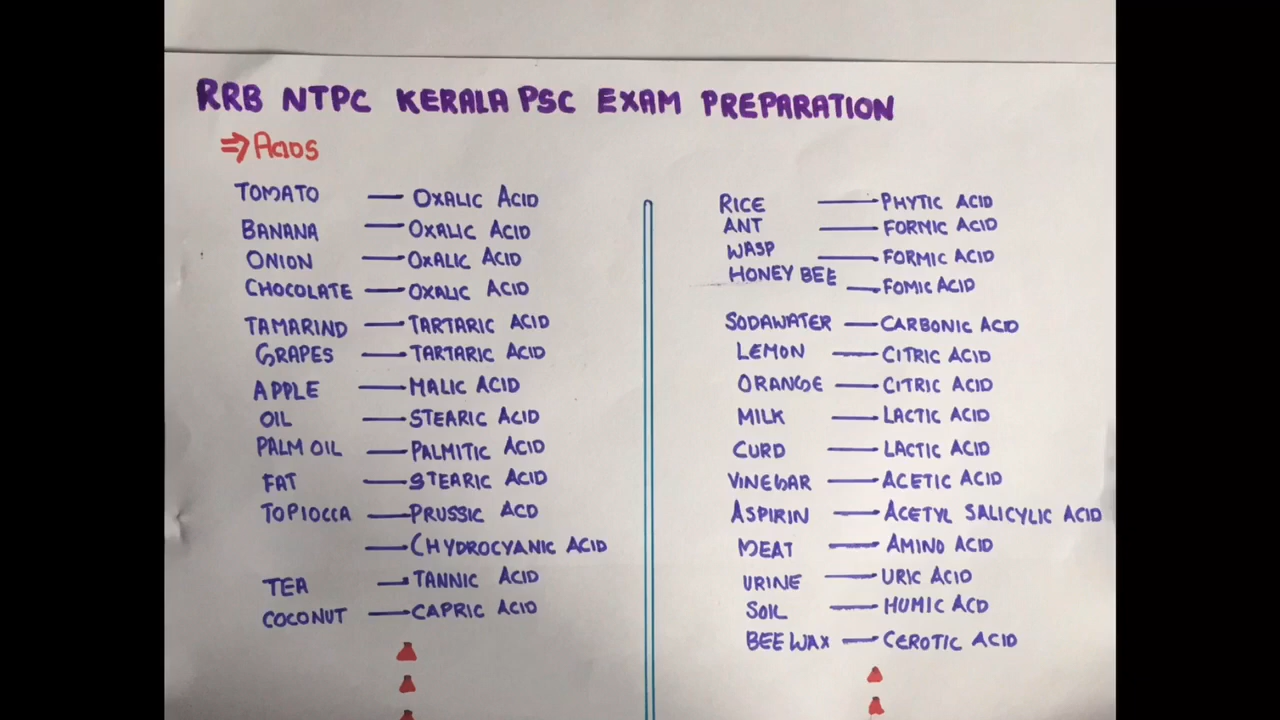 RRB NTPC KERALA PSC EXAM PREPARATION
⇒ ACIDS
TOMATO — OXALIC ACID
BANANA — OXALIC ACID
ONION — OXALIC ACID
CHOCOLATE — OXALIC ACID
TAMARIND — TARTARIC ACID
GRAPES — TARTARIC ACID
APPLE — MALIC ACID
OIL — STEARIC ACID
PALM OIL — PALMITIC ACID
FAT — STEARIC ACID
TOPIOCCA — PRUSSIC ACD
— (HYDROCYANIC ACID
TEA — TANNIC ACID
COCONUT — CAPRIC ACID
RICE — PHYTIC ACID
ANT — FORMIC ACID
WASP — FORMIC ACID
HONEY BEE — FOMIC ACID
SODAWATER — CARBONIC ACID
LEMON — CITRIC ACID
ORANGE — CITRIC ACID
MILK — LACTIC ACID
CURD — LACTIC ACID
VINEGAR — ACETIC ACID
ASPIRIN — ACETYL SALICYLIC ACID
MEAT — AMINO ACID
URINE — URIC ACID
SOIL — HUMIC ACD
BEE WAX — CEROTIC ACID